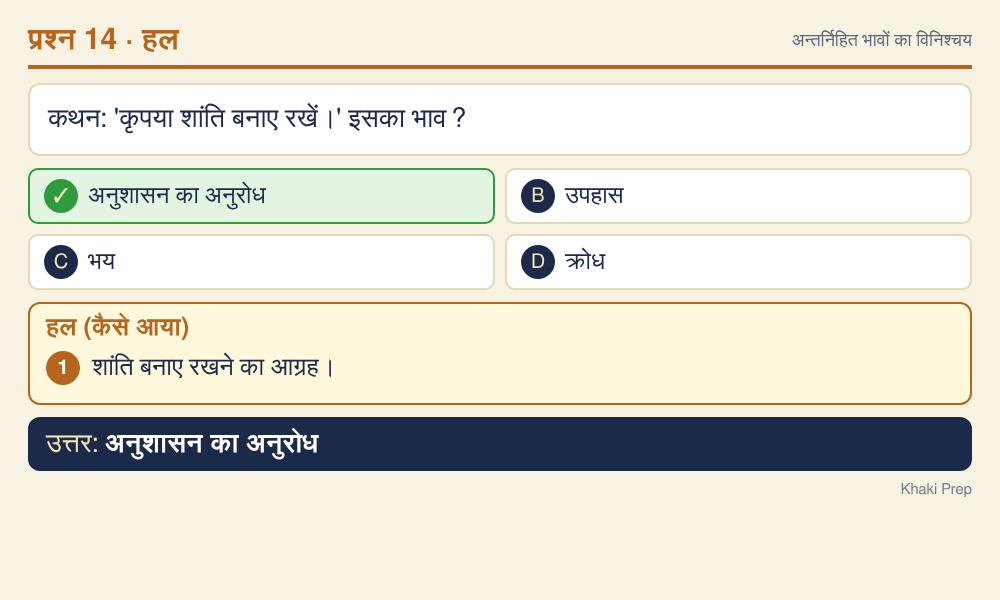 प्रश्न 14 · हल
अन्तर्निहित भावों का विनिश्चय
कथन: 'कृपया शांति बनाए रखें।' इसका भाव ?
✓ अनुशासन का अनुरोध
B उपहास
C भय
D क्रोध
हल (कैसे आया)
1 शांति बनाए रखने का आग्रह।
उत्तर: अनुशासन का अनुरोध
Khaki Prep